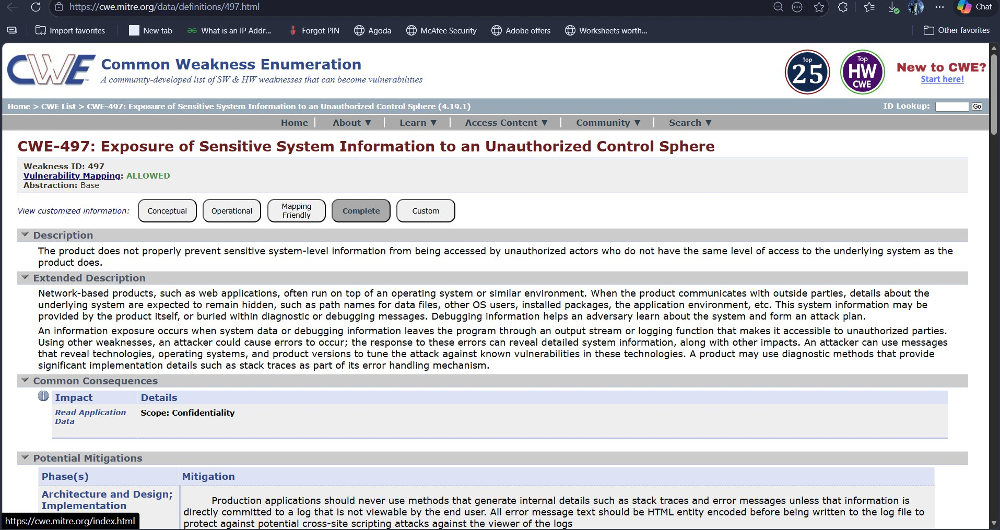 https://cwe.mitre.org/data/definitions/497.html
Chat
Import favorites
New tab
What is an IP Addr...
Forgot PIN
Agoda
McAfee Security
Adobe offers
Worksheets worth...
Other favorites
CWE
Common Weakness Enumeration
A community-developed list of SW & HW weaknesses that can become vulnerabilities
Top
25
Top
HW
CWE
New to CWE?
Start here!
Home > CWE List > CWE-497: Exposure of Sensitive System Information to an Unauthorized Control Sphere (4.19.1)
ID Lookup:
Go
Home
About ▼
Learn ▼
Access Content ▼
Community ▼
Search ▼
CWE-497: Exposure of Sensitive System Information to an Unauthorized Control Sphere
Weakness ID: 497
Vulnerability Mapping: ALLOWED
Abstraction: Base
View customized information:
Conceptual
Operational
Mapping
Friendly
Complete
Custom
Description
The product does not properly prevent sensitive system-level information from being accessed by unauthorized actors who do not have the same level of access to the underlying system as the
product does.
Extended Description
Network-based products, such as web applications, often run on top of an operating system or similar environment. When the product communicates with outside parties, details about the
underlying system are expected to remain hidden, such as path names for data files, other OS users, installed packages, the application environment, etc. This system information may be
provided by the product itself, or buried within diagnostic or debugging messages. Debugging information helps an adversary learn about the system and form an attack plan.
An information exposure occurs when system data or debugging information leaves the program through an output stream or logging function that makes it accessible to unauthorized parties.
Using other weaknesses, an attacker could cause errors to occur; the response to these errors can reveal detailed system information, along with other impacts. An attacker can use messages
that reveal technologies, operating systems, and product versions to tune the attack against known vulnerabilities in these technologies. A product may use diagnostic methods that provide
significant implementation details such as stack traces as part of its error handling mechanism.
Common Consequences
Impact
Details
Read Application
Data
Scope: Confidentiality
Potential Mitigations
Phase(s)
Mitigation
Architecture and Design;
Implementation
Production applications should never use methods that generate internal details such as stack traces and error messages unless that information is
directly committed to a log that is not viewable by the end user. All error message text should be HTML entity encoded before being written to the log file to
protect against potential cross-site scripting attacks against the viewer of the logs
https://cwe.mitre.org/index.html